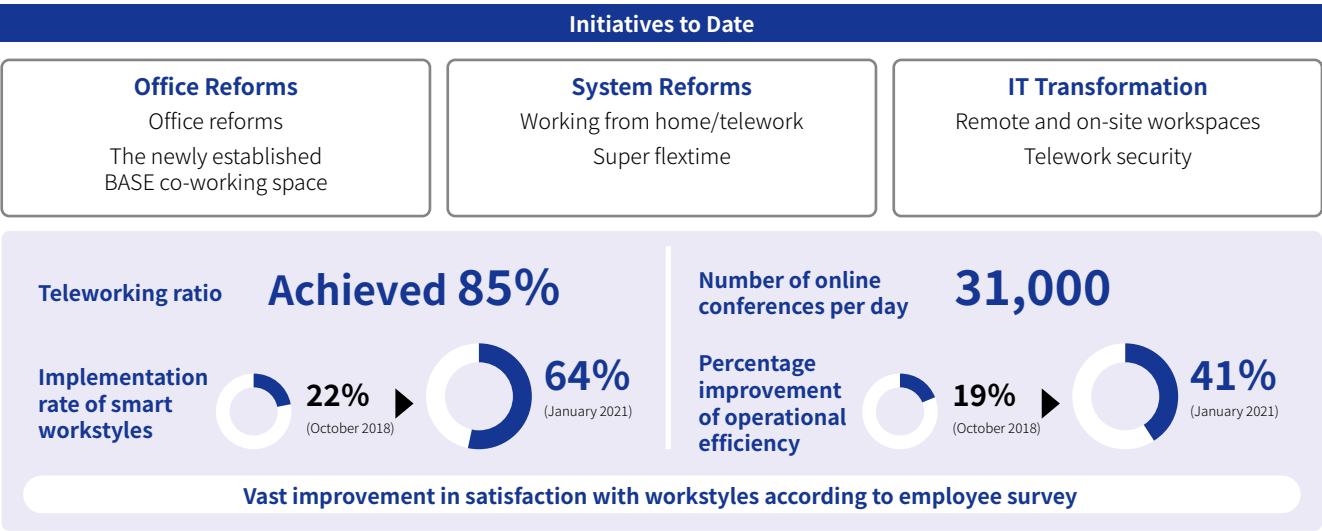 Initiatives to Date
Office Reforms
Office reforms
The newly established
BASE co-working space
System Reforms
Working from home/telework
Super flextime
IT Transformation
Remote and on-site workspaces
Telework security
Teleworking ratio
Achieved 85%
Implementation
rate of smart
workstyles
22%
(October 2018)
64%
(January 2021)
Number of online
conferences per day
31,000
Percentage
improvement
of operational
efficiency
19%
(October 2018)
41%
(January 2021)
Vast improvement in satisfaction with workstyles according to employee survey